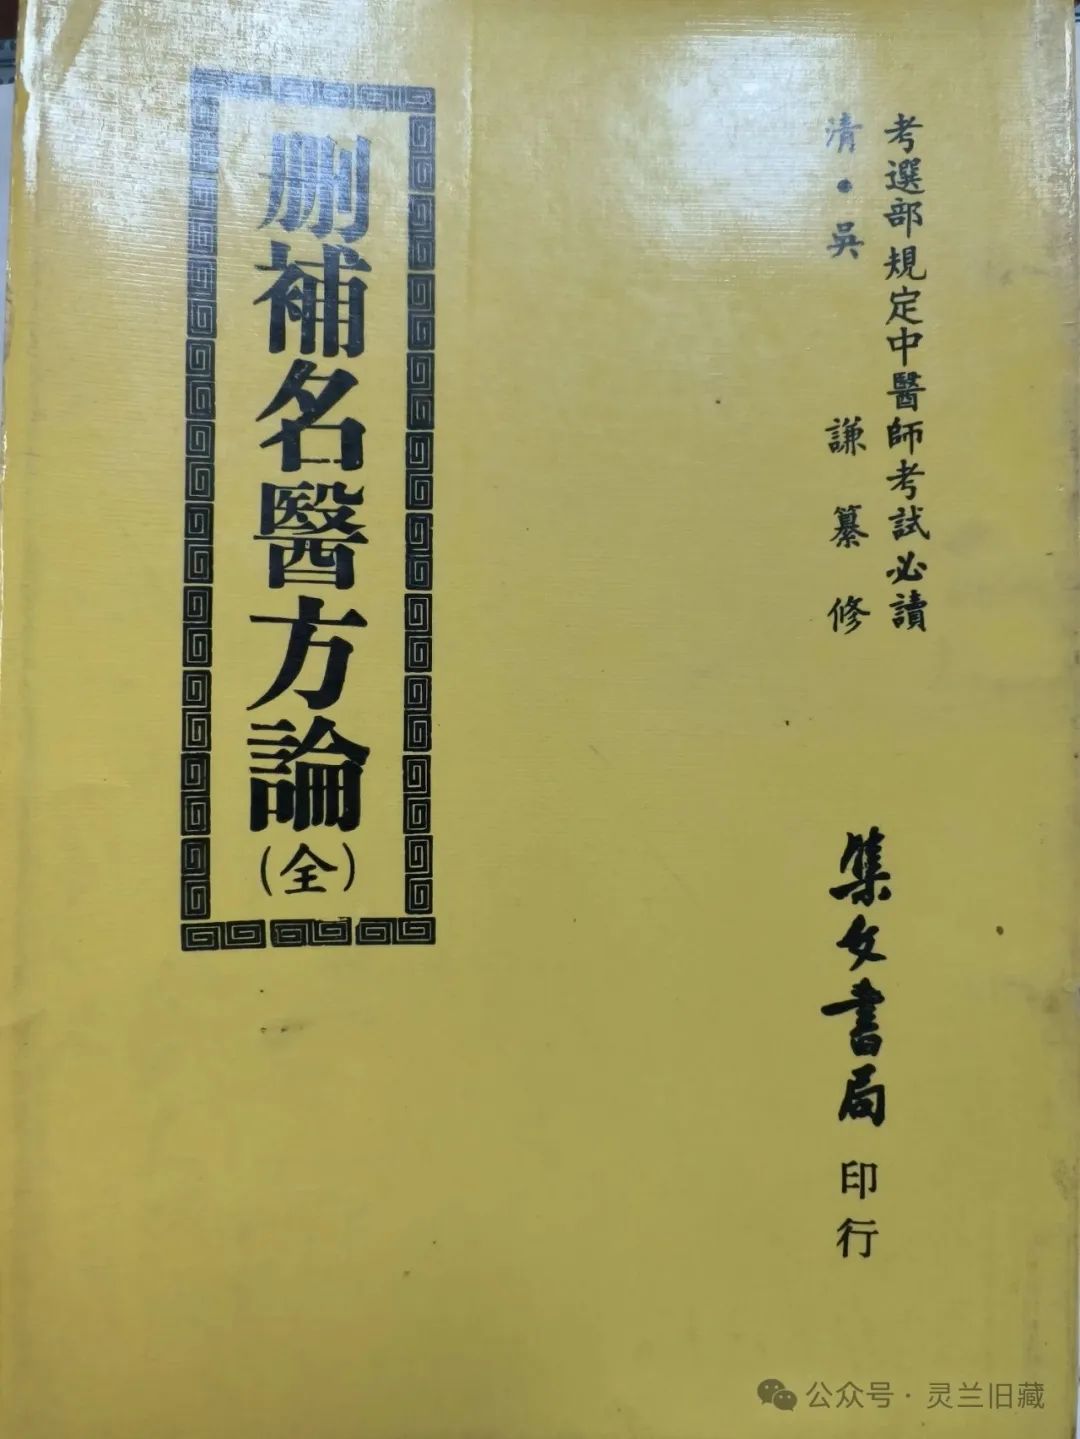 考選部規定中醫師考試必讀
清·吳謙纂修
集文書局印行
删補名醫方論
(全)
公众号·灵兰旧藏